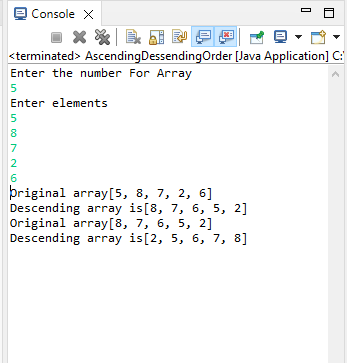 Console
<terminated> AscendingDessendingOrder [Java Application] C:
Enter the number For Array
5
Enter elements
5
8
7
2
6
Original array[5, 8, 7, 2, 6]
Descending array is[8, 7, 6, 5, 2]
Original array[8, 7, 6, 5, 2]
Descending array is[2, 5, 6, 7, 8]